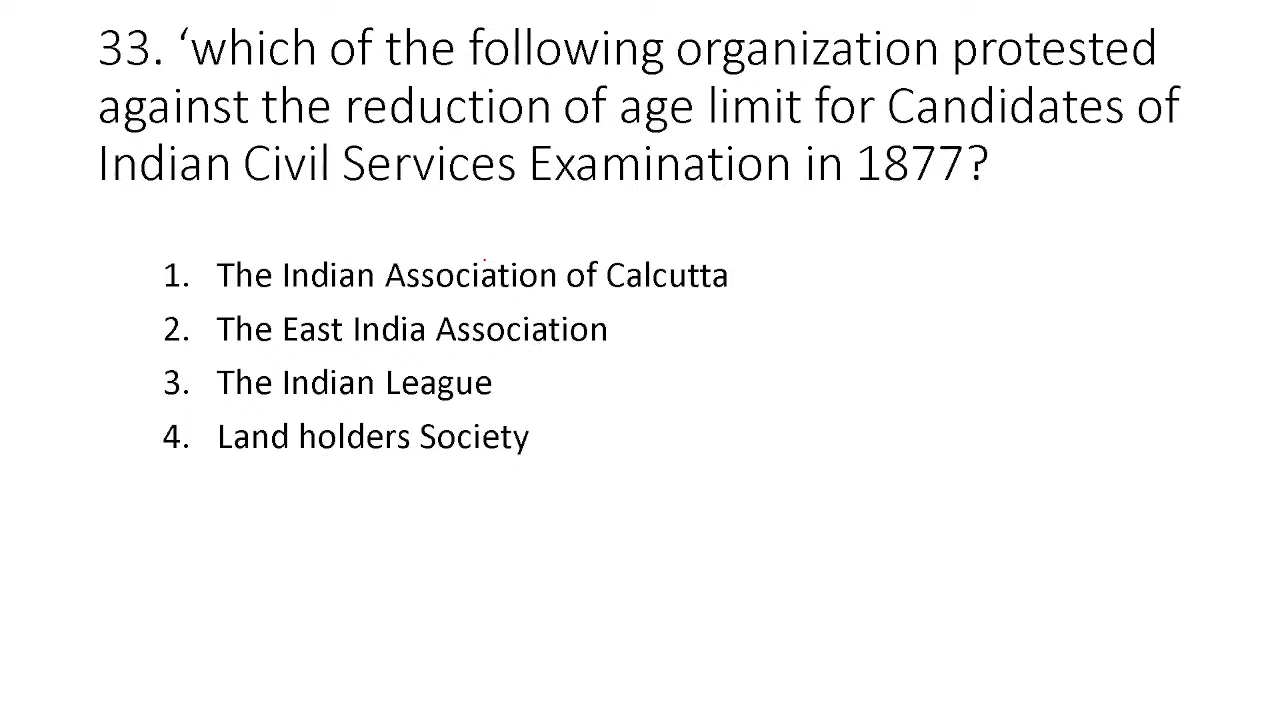 33. ‘which of the following organization protested
against the reduction of age limit for Candidates of
Indian Civil Services Examination in 1877?
1. The Indian Association of Calcutta
2. The East India Association
3. The Indian League
4. Land holders Society